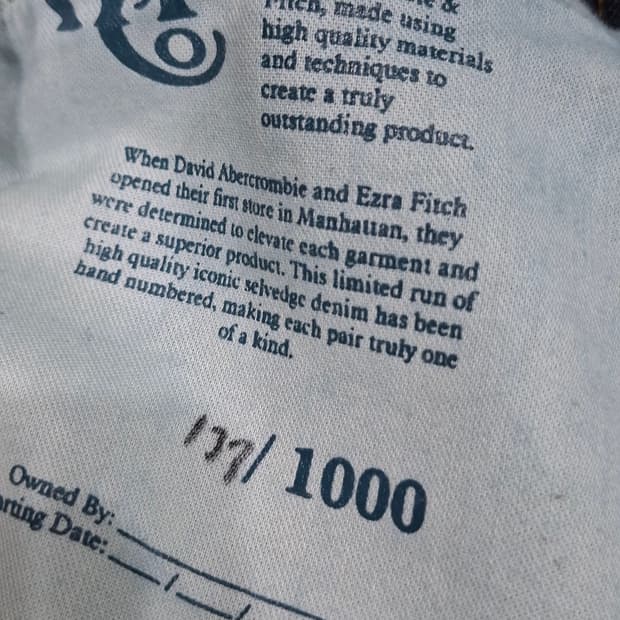 &
Fitch, made using
high quality materials
and techniques to
create a truly
outstanding product.
When David Abercrombie and Ezra Fitch
opened their first store in Manhattan, they
were determined to elevate each garment and
create a superior product. This limited run of
high quality iconic selvedge denim has been
hand numbered, making each pair truly one
of a kind.
137/1000
Owned By:
Date: __/__/